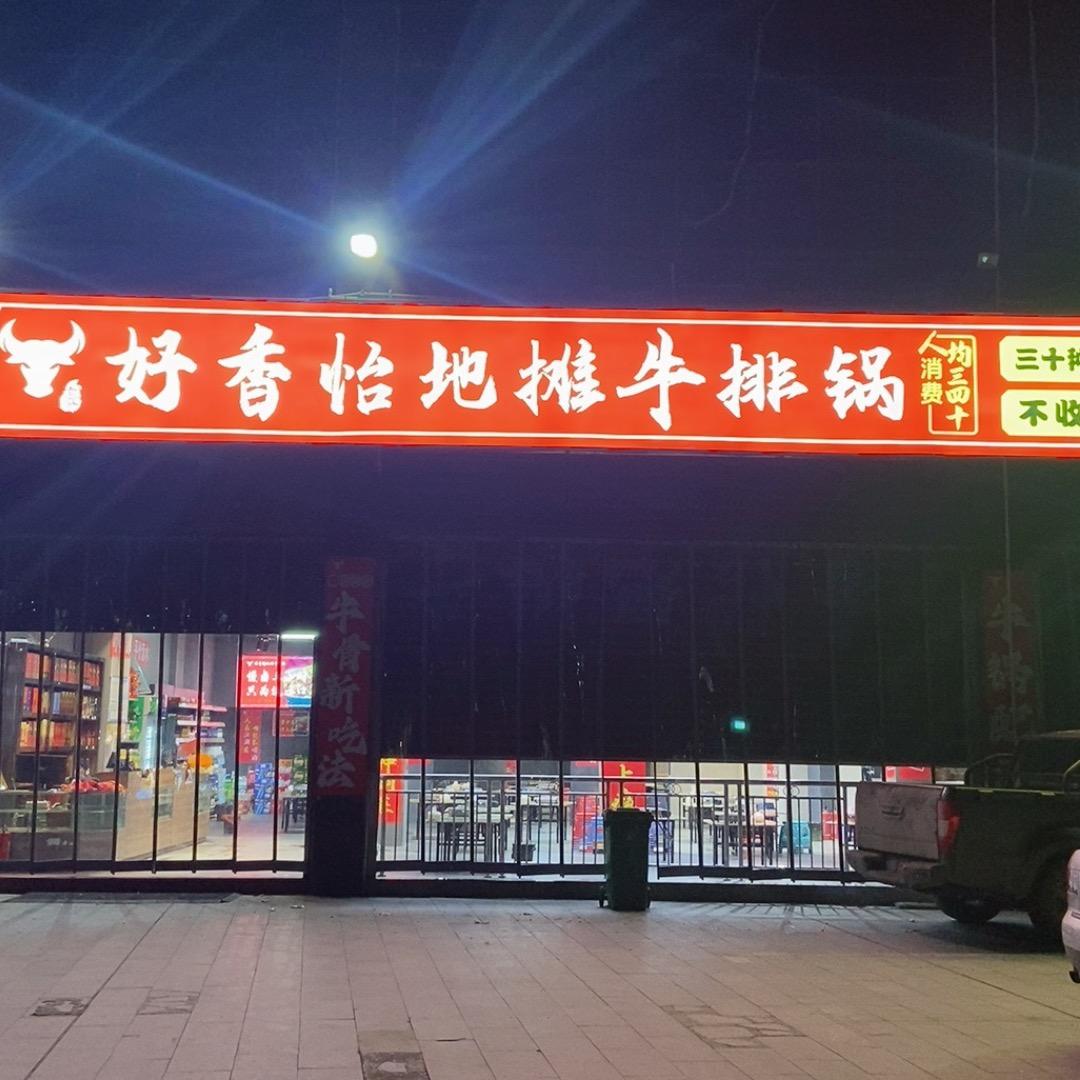 好香怡地摊牛排锅
人均三四十
消费
三十
不收
牛骨新吃法